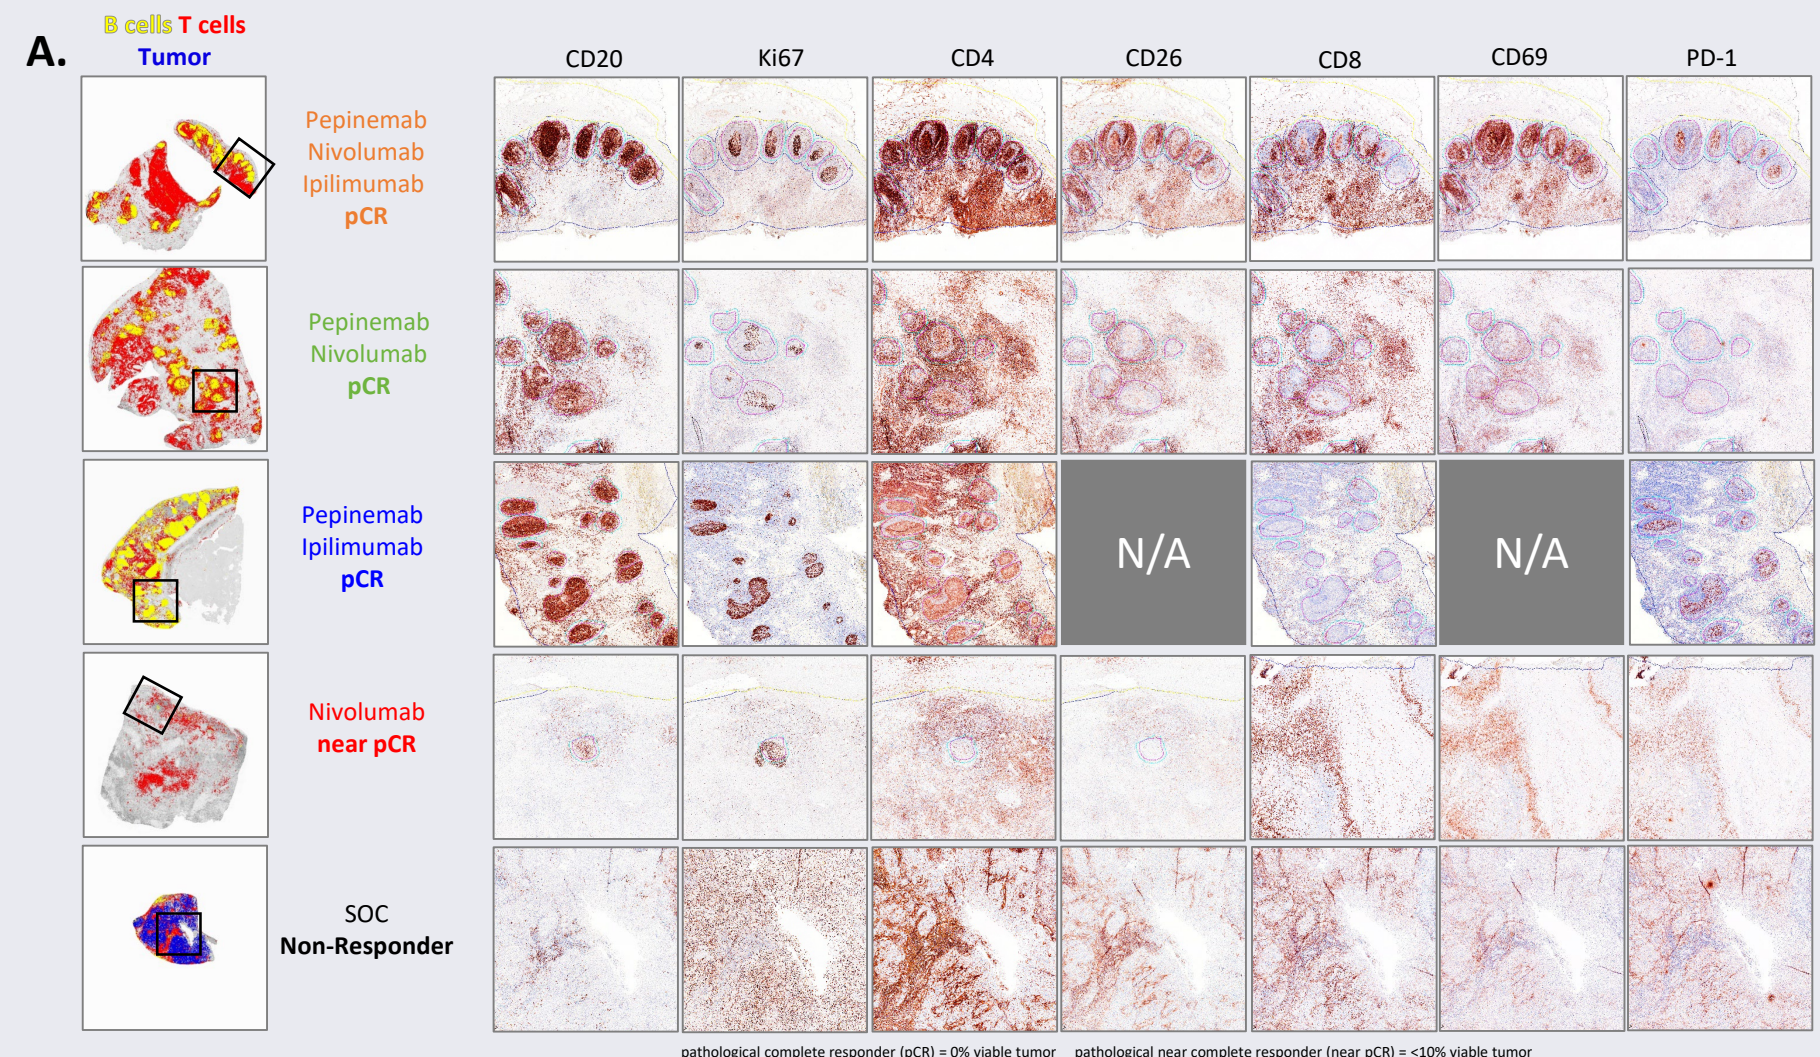 B cells T cells
Tumor
A.
CD20 Ki67 CD4 CD26 CD8 CD69 PD-1
Pepinemab
Nivolumab
Ipilimumab
pCR
Pepinemab
Nivolumab
pCR
Pepinemab
Ipilimumab
pCR
N/A N/A
Nivolumab
near pCR
SOC
Non-Responder
pathological complete responder (pCR) = 0% viable tumor pathological near complete responder (near pCR) = <10% viable tumor